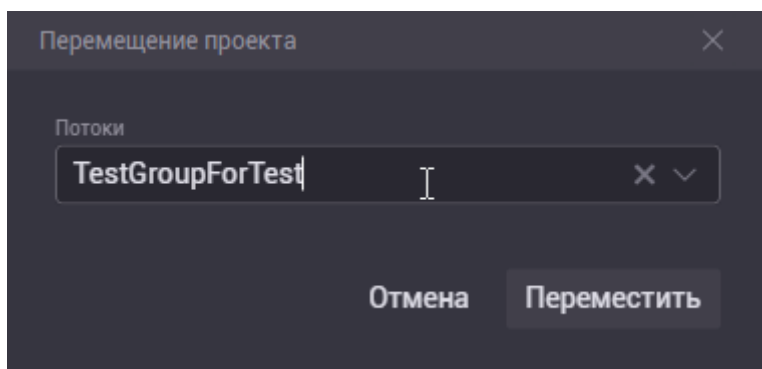 Перемещение проекта
Потоки
TestGroupForTest
Отмена Переместить